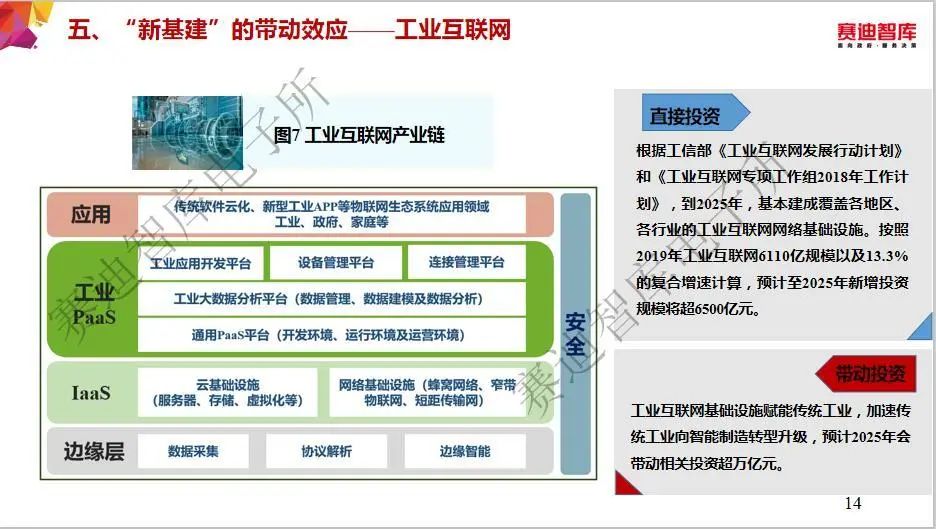 五、“新基建”的带动效应——工业互联网
赛迪智库
面向政府·服务决策
图7 工业互联网产业链
应用
传统软件云化、新型工业APP等物联网生态系统应用领域
工业、政府、家庭等
工业
PaaS
工业应用开发平台
设备管理平台
连接管理平台
工业大数据分析平台（数据管理、数据建模及数据分析）
通用PaaS平台（开发环境、运行环境及运营环境）
IaaS
云基础设施
（服务器、存储、虚拟化等）
网络基础设施（蜂窝网络、窄带
物联网、短距传输网）
边缘层
数据采集
协议解析
边缘智能
安全
直接投资
根据工信部《工业互联网发展行动计划》
和《工业互联网专项工作组2018年工作计
划》，到2025年，基本建成覆盖各地区、
各行业的工业互联网网络基础设施。按照
2019年工业互联网6110亿规模以及13.3%
的复合增速计算，预计至2025年新增投资
规模将超6500亿元。
带动投资
工业互联网基础设施赋能传统工业，加速传
统工业向智能制造转型升级，预计2025年会
带动相关投资超万亿元。
赛迪智库电子所
赛迪智库电子所
14